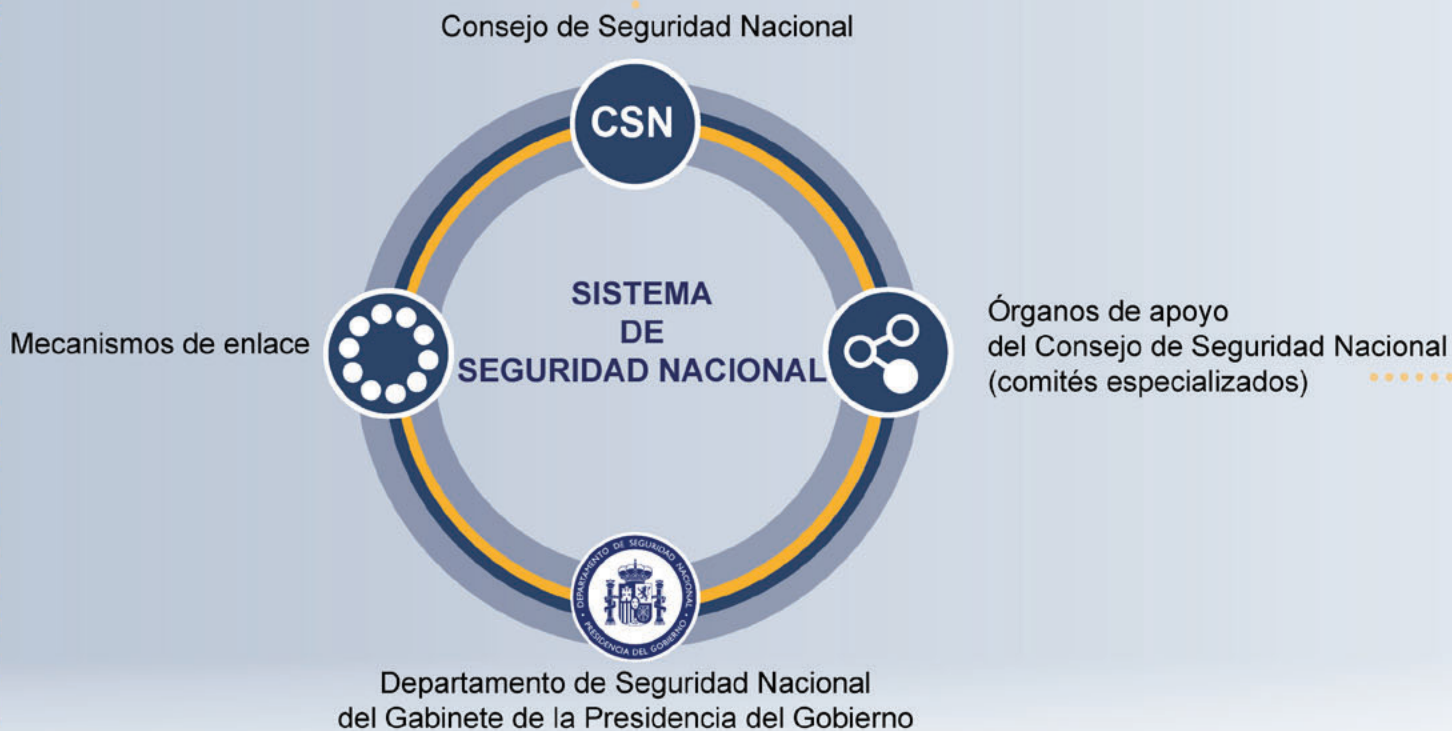 Consejo de Seguridad Nacional
CSN
SISTEMA
DE
SEGURIDAD NACIONAL
Mecanismos de enlace
Órganos de apoyo
del Consejo de Seguridad Nacional
(comités especializados)
DEPARTAMENTO DE SEGURIDAD NACIONAL
PRESIDENCIA DEL GOBIERNO
Departamento de Seguridad Nacional
del Gabinete de la Presidencia del Gobierno